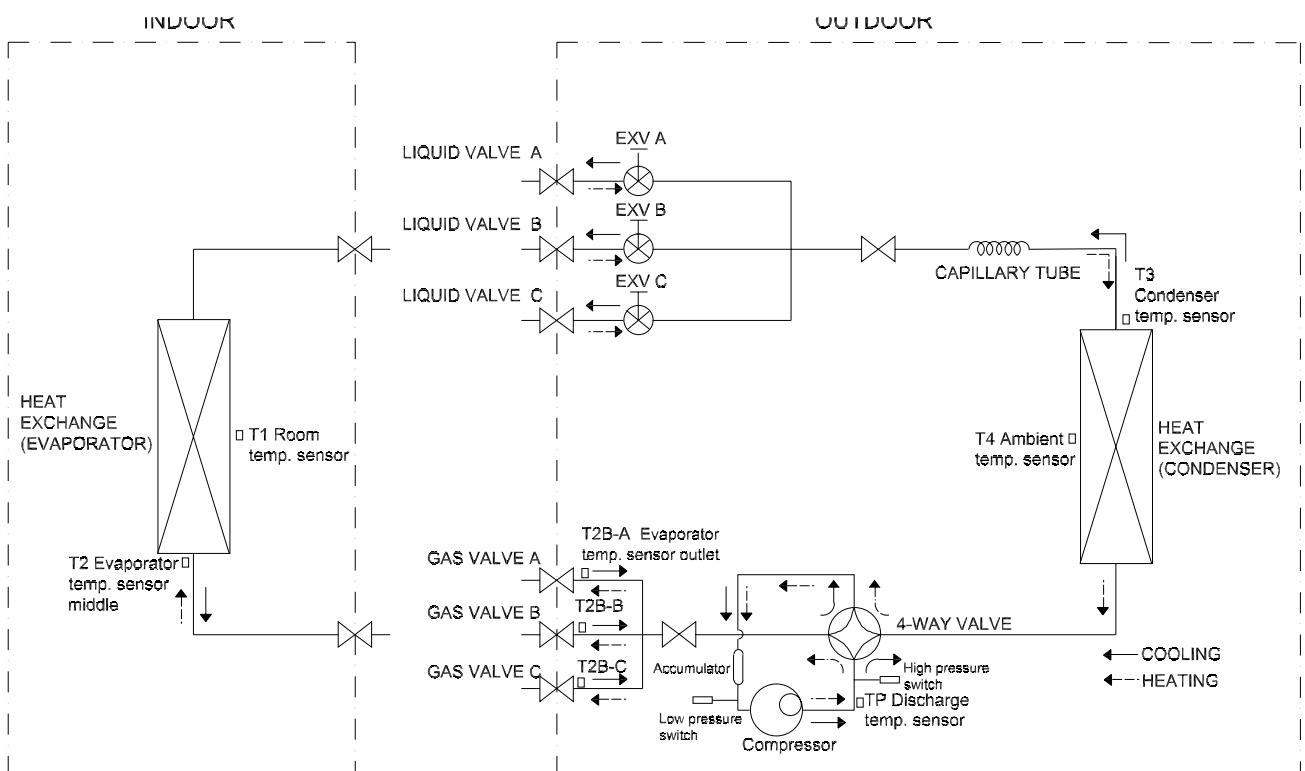 INDOOR
OUTDOOR
EXV A
LIQUID VALVE A
EXV B
LIQUID VALVE B
EXV C
LIQUID VALVE C
CAPILLARY TUBE
T3
Condenser
temp. sensor
HEAT
EXCHANGE
(EVAPORATOR)
T1 Room
temp. sensor
T4 Ambient
temp. sensor
HEAT
EXCHANGE
(CONDENSER)
T2 Evaporator
temp. sensor
middle
T2B-A Evaporator
temp. sensor outlet
GAS VALVE A
T2B-B
GAS VALVE B
T2B-C
GAS VALVE C
4-WAY VALVE
Accumulator
High pressure
switch
Low pressure
switch
TP Discharge
temp. sensor
Compressor
COOLING
HEATING